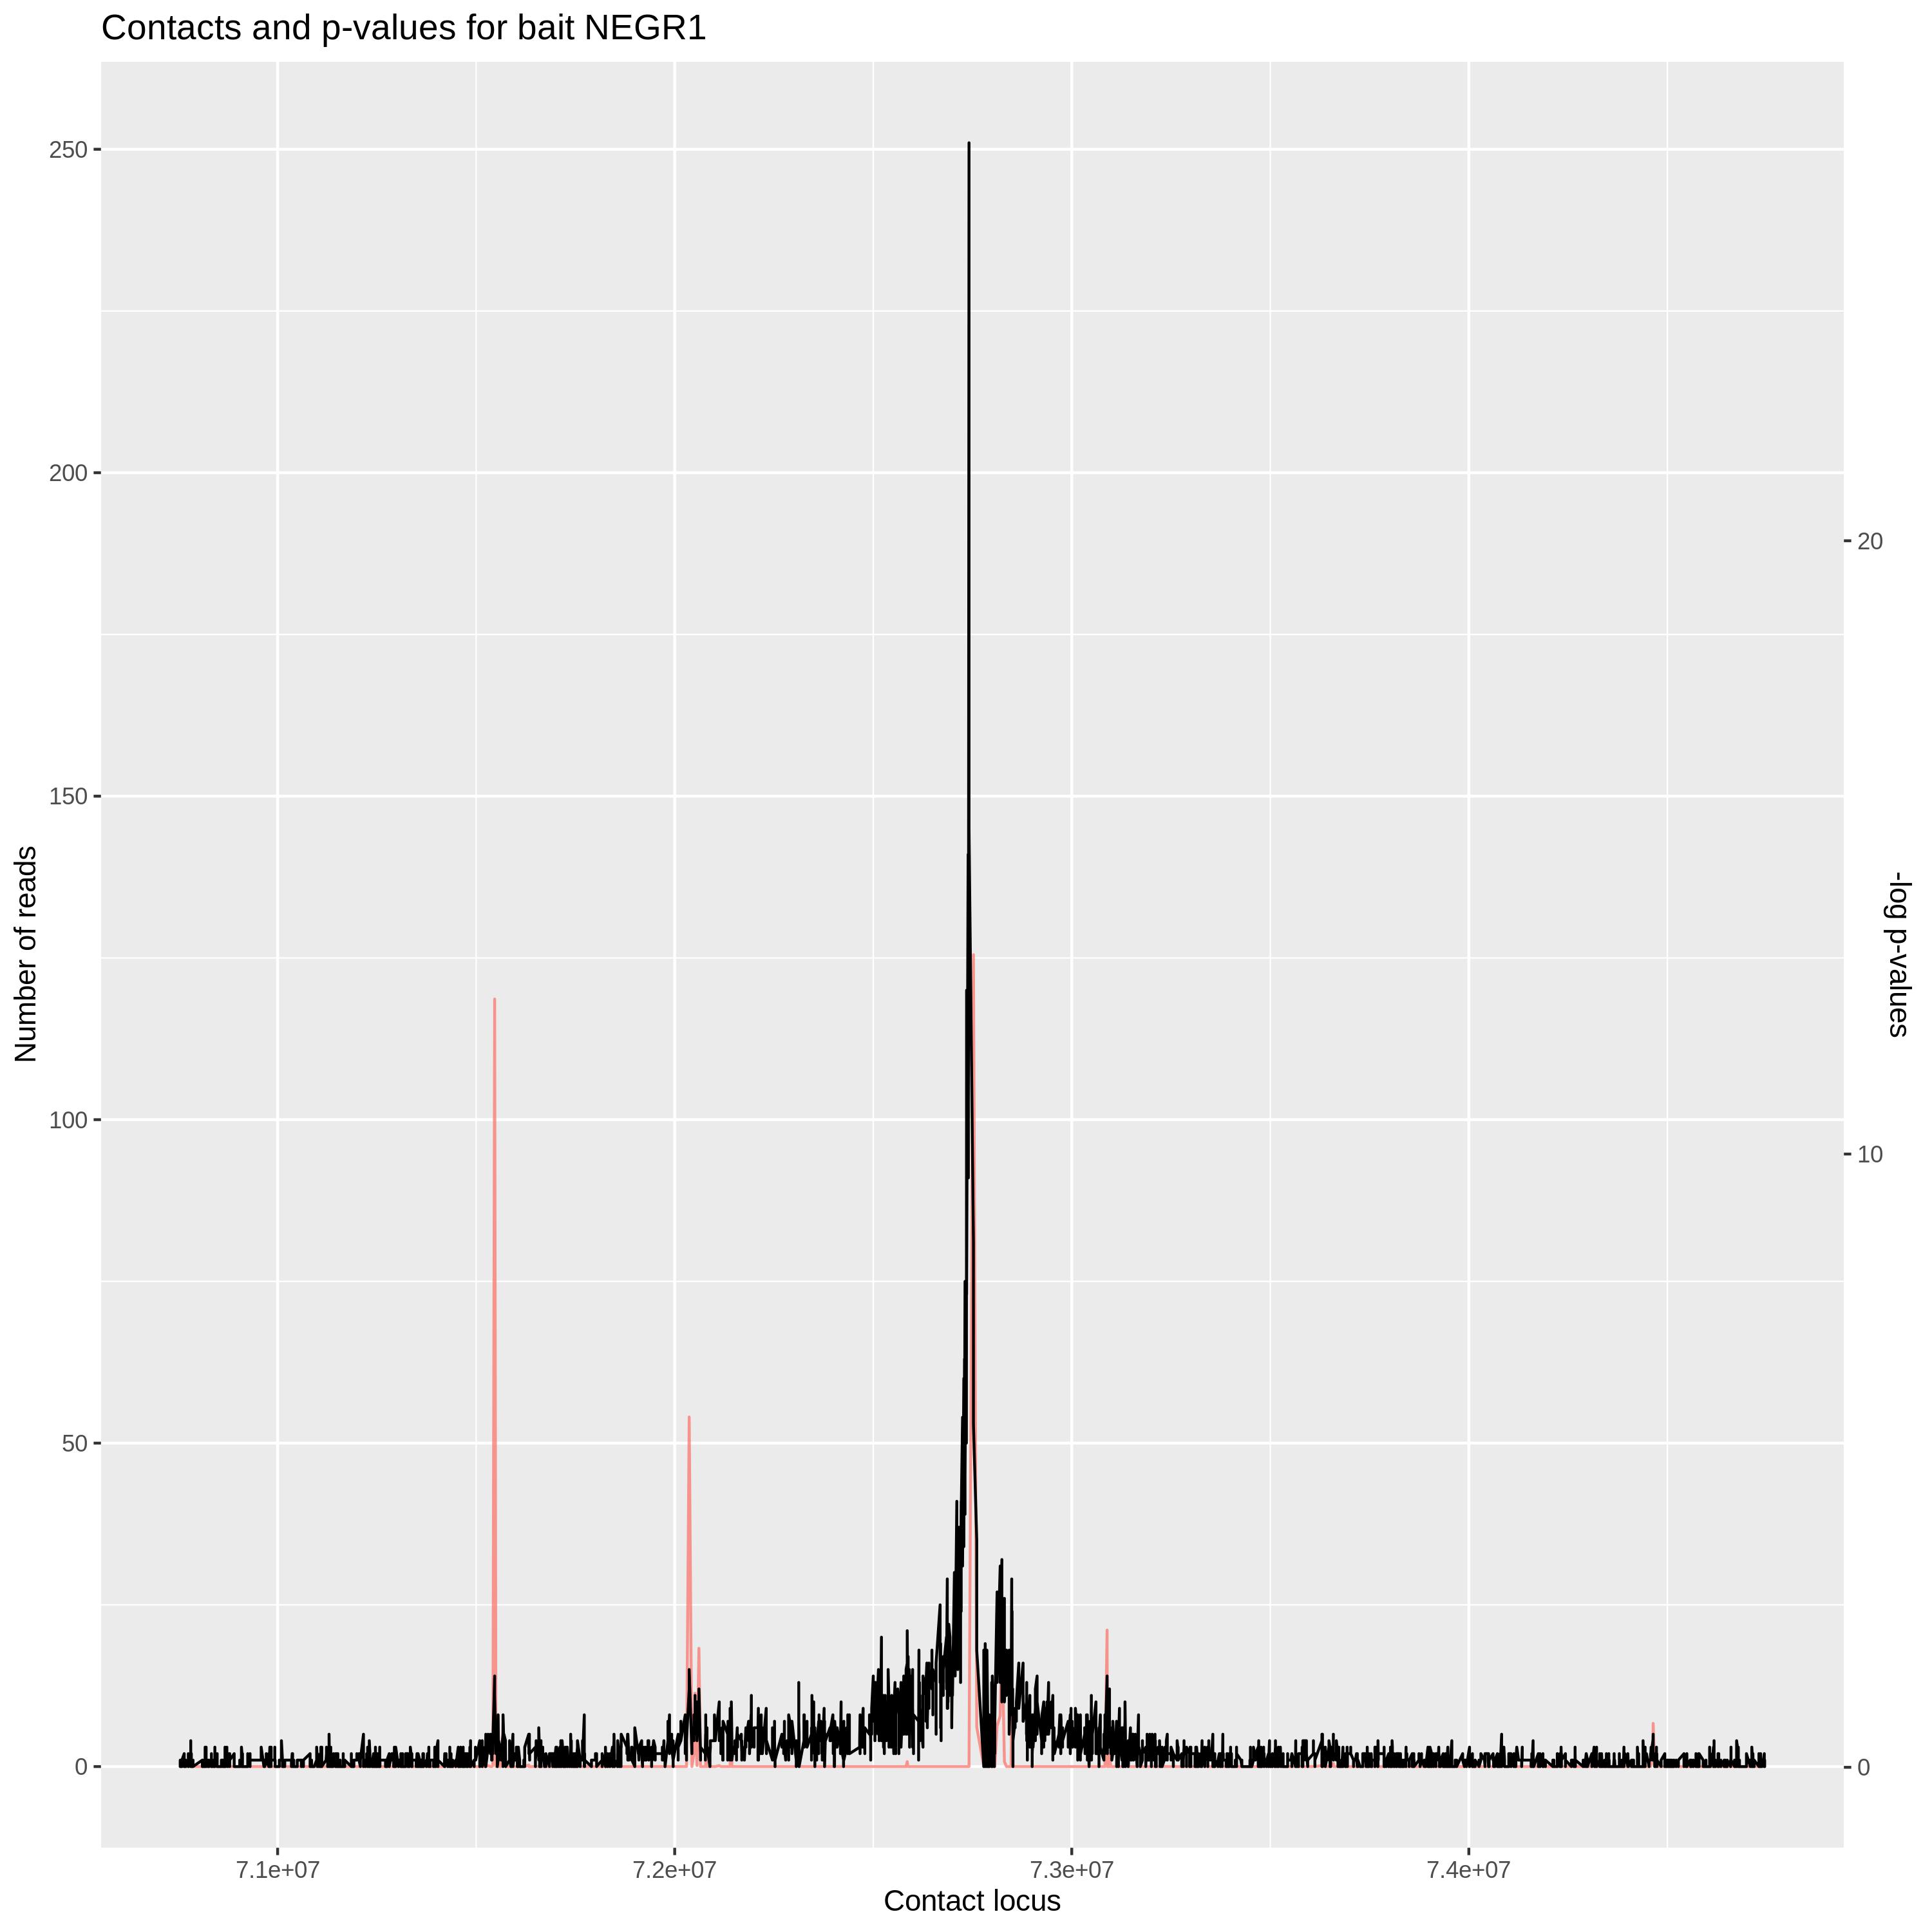 Contacts and p-values for bait NEGR1
250
200
150
100
50
0
Number of reads
20
10
0
-log p-values
7.1e+07
7.2e+07
7.3e+07
7.4e+07
Contact locus